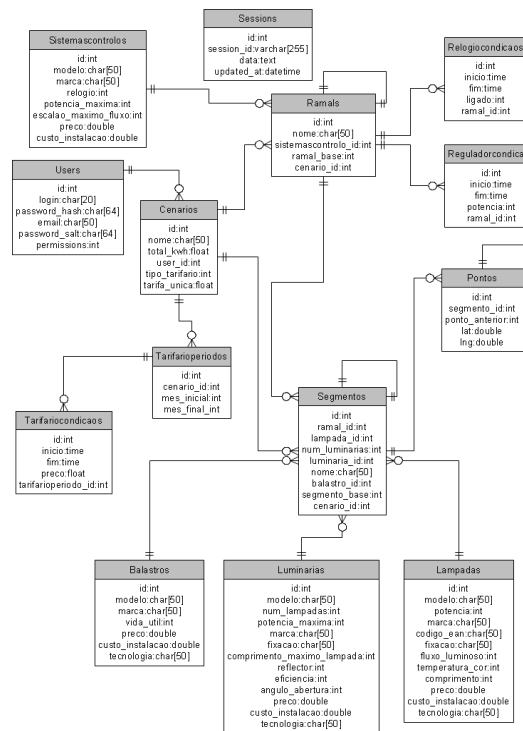 Sessions
id:int
session_id:varchar[255]
data:text
updated_at:datetime
Sistemascontrolos
id:int
modelo:char[50]
marca:char[50]
relogio:int
potencia_maxima:int
escalao_maximo_fluxo:int
preco:double
custo_instalacao:double
Ramals
id:int
nome:char[50]
sistemascontrolo_id:int
ramal_base:int
cenario_id:int
Relogiocondicaos
id:int
inicio:time
fim:time
ligado:int
ramal_id:int
Reguladorcondica
id:int
inicio:time
fim:time
potencia:int
ramal_id:int
Users
id:int
login:char[20]
password_hash:char[64]
email:char[50]
password_salt:char[64]
permissions:int
Cenarios
id:int
nome:char[50]
total_kwh:float
user_id:int
tipo_tarifario:int
tarifa_unica:float
Pontos
id:int
segmento_id:int
ponto_anterior:int
lat:double
lng:double
Tarifarioperiodos
id:int
cenario_id:int
mes_inicial:int
mes_final_int
Tarifariocondicaos
id:int
inicio:time
fim:time
preco:float
tarifarioperiodo_id:int
Segmentos
id:int
ramal_id:int
lampada_id:int
num_luminarias:int
luminaria_id:int
nome:char[50]
balastro_id:int
segmento_base:int
cenario_id:int
Balastros
id:int
modelo:char[50]
marca:char[50]
vida_util:int
preco:double
custo_instalacao:double
tecnologia:char[50]
Luminarias
id:int
modelo:char[50]
num_lampadas:int
potencia_maxima:int
marca:char[50]
fixacao:char[50]
comprimento_maximo_lampada:int
reflector:int
eficiencia:int
angulo_abertura:int
preco:double
custo_instalacao:double
tecnologia:char[50]
Lampadas
id:int
modelo:char[50]
potencia:int
marca:char[50]
codigo_ean:char[50]
fixacao:char[50]
fluxo_luminoso:int
temperatura_cor:int
comprimento:int
preco:double
custo_instalacao:double
tecnologia:char[50]